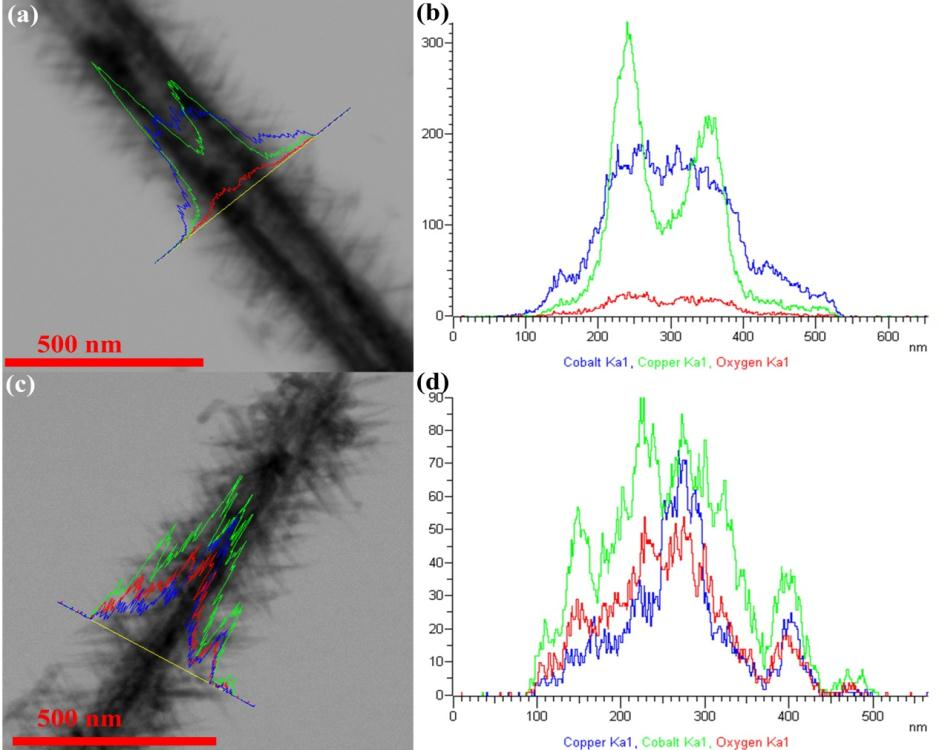 (a)
500 nm
(b)
300
200
100
0
0 100 200 300 400 500 600
nm
Cobalt Ka1, Copper Ka1, Oxygen Ka1
(c)
500 nm
(d)
90
80
70
60
50
40
30
20
10
0
0 100 200 300 400 500
nm
Copper Ka1, Cobalt Ka1, Oxygen Ka1